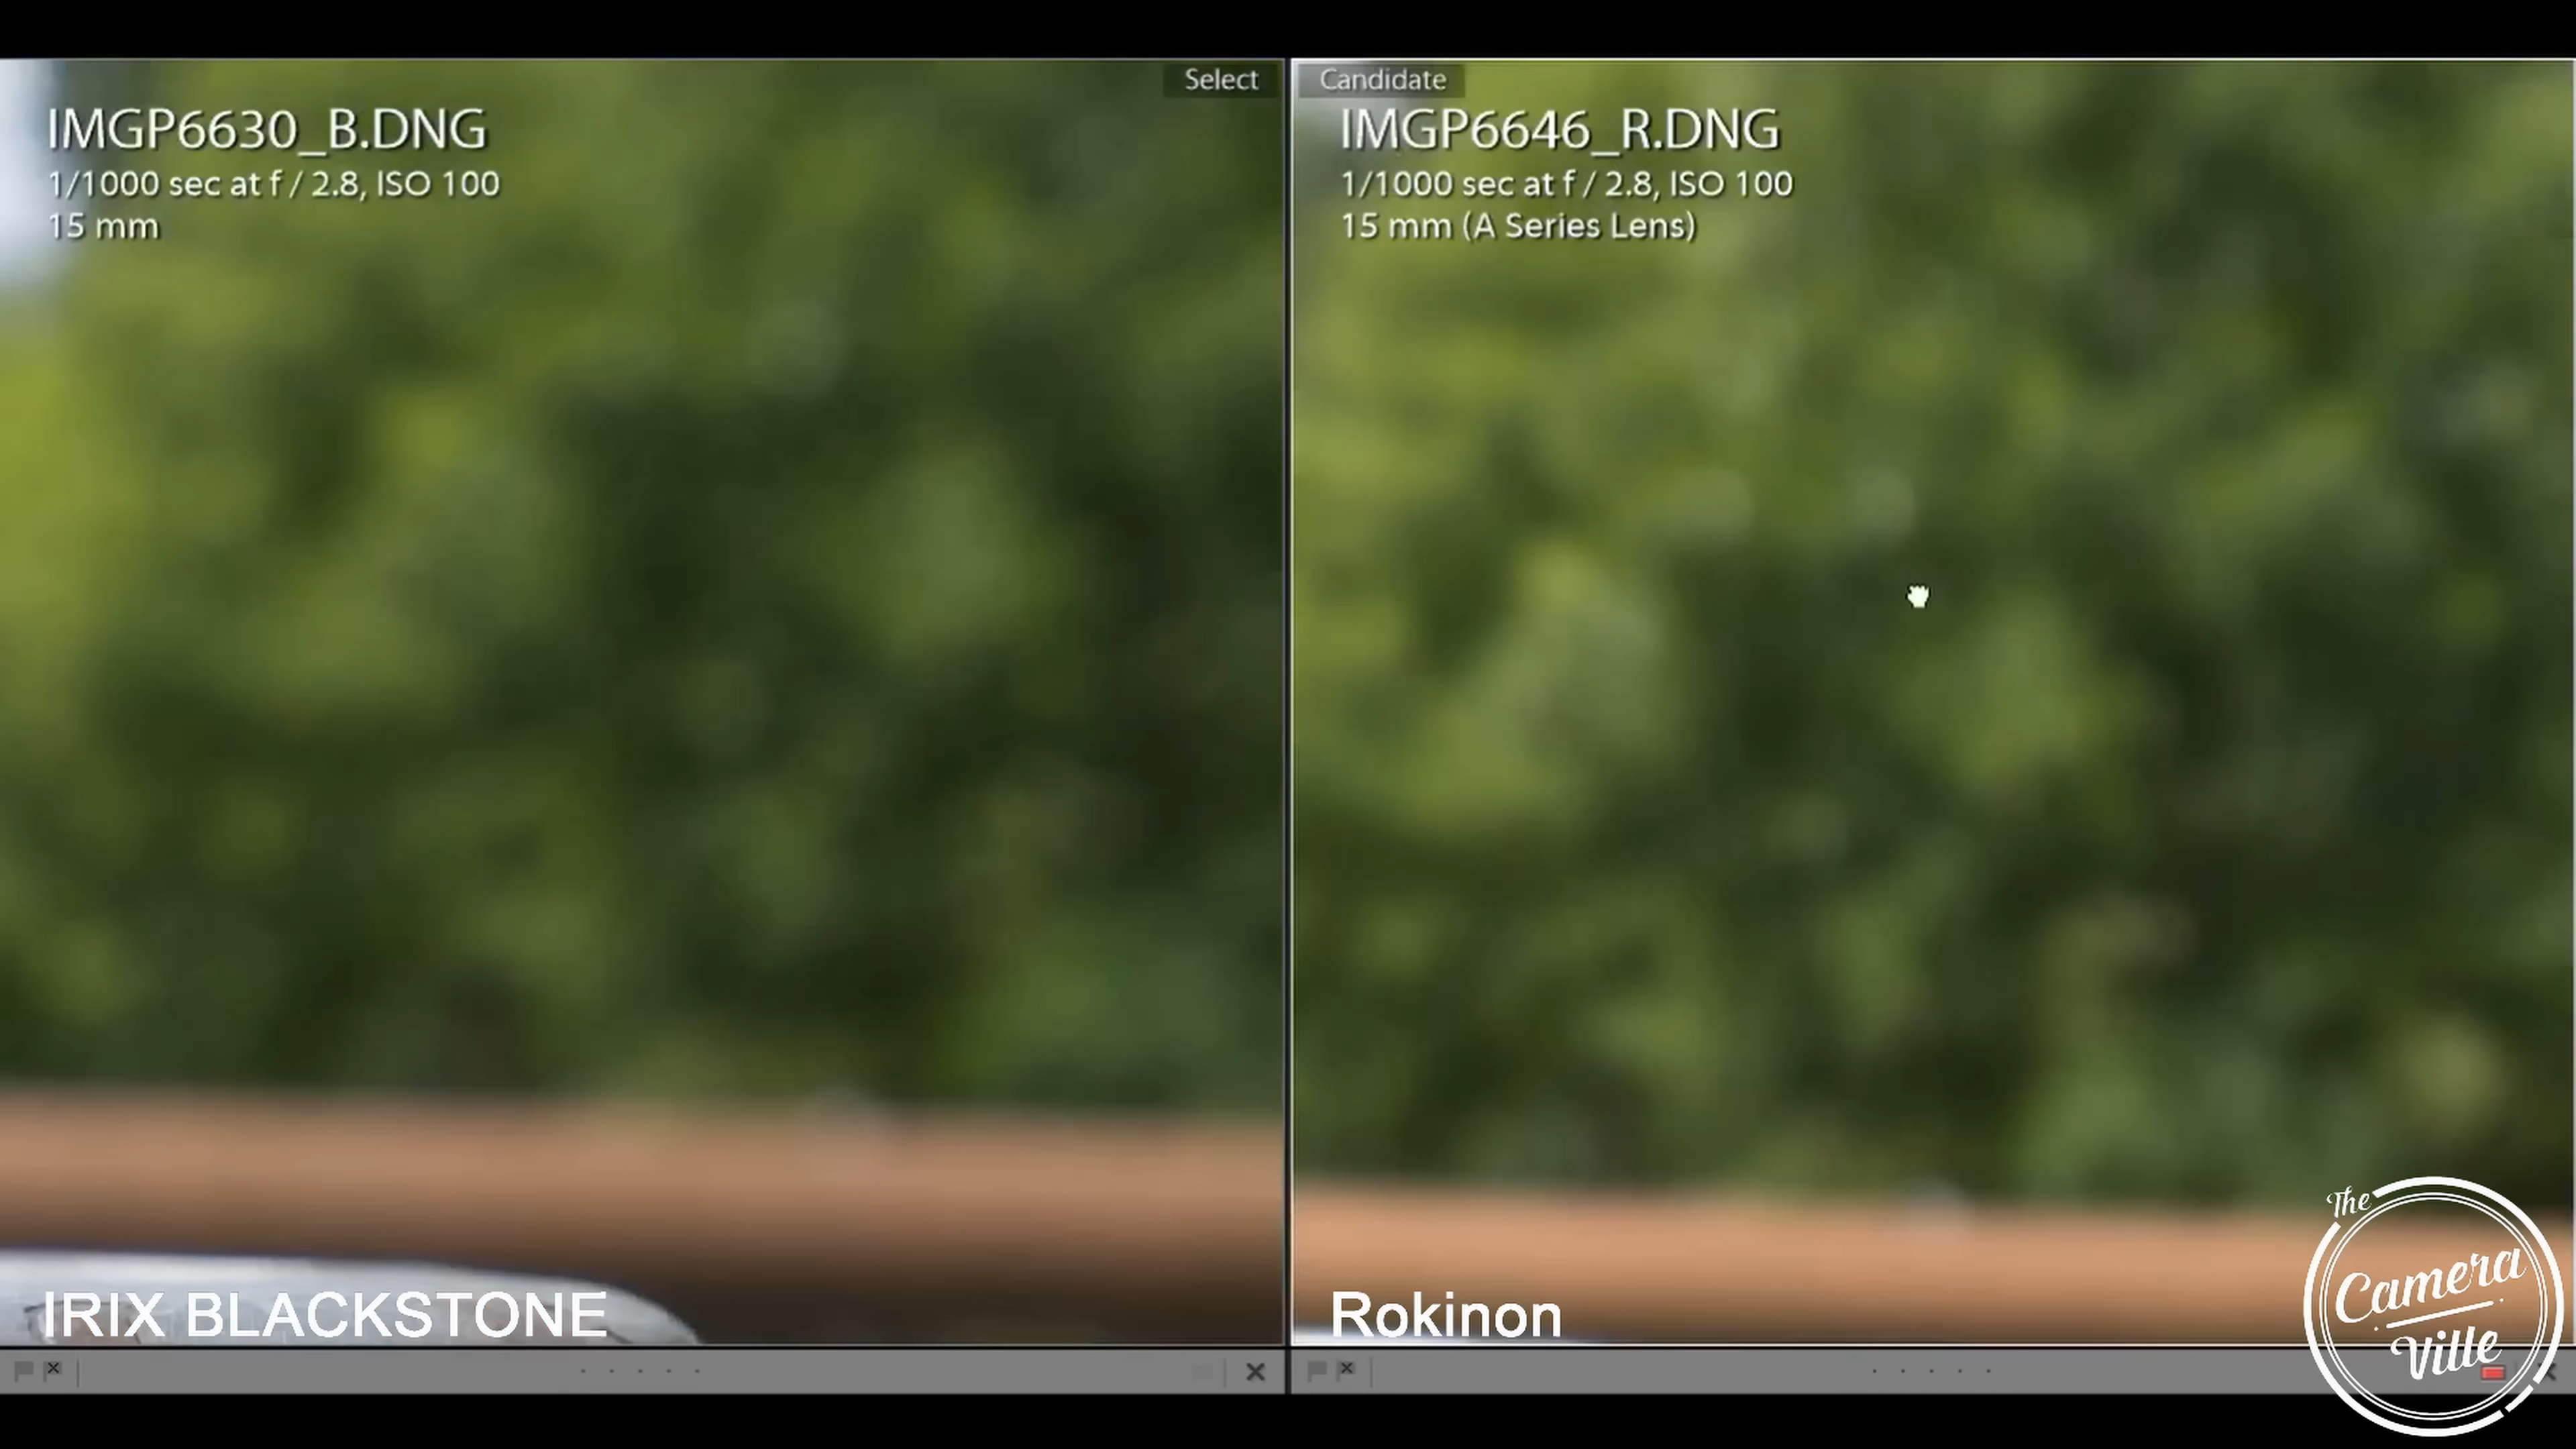 Select
IMGP6630_B.DNG
1/1000 sec at f / 2.8, ISO 100
15 mm
Candidate
IMGP6646_R.DNG
1/1000 sec at f / 2.8, ISO 100
15 mm (A Series Lens)
IRIX BLACKSTONE
Rokinon
The
Camera
Ville